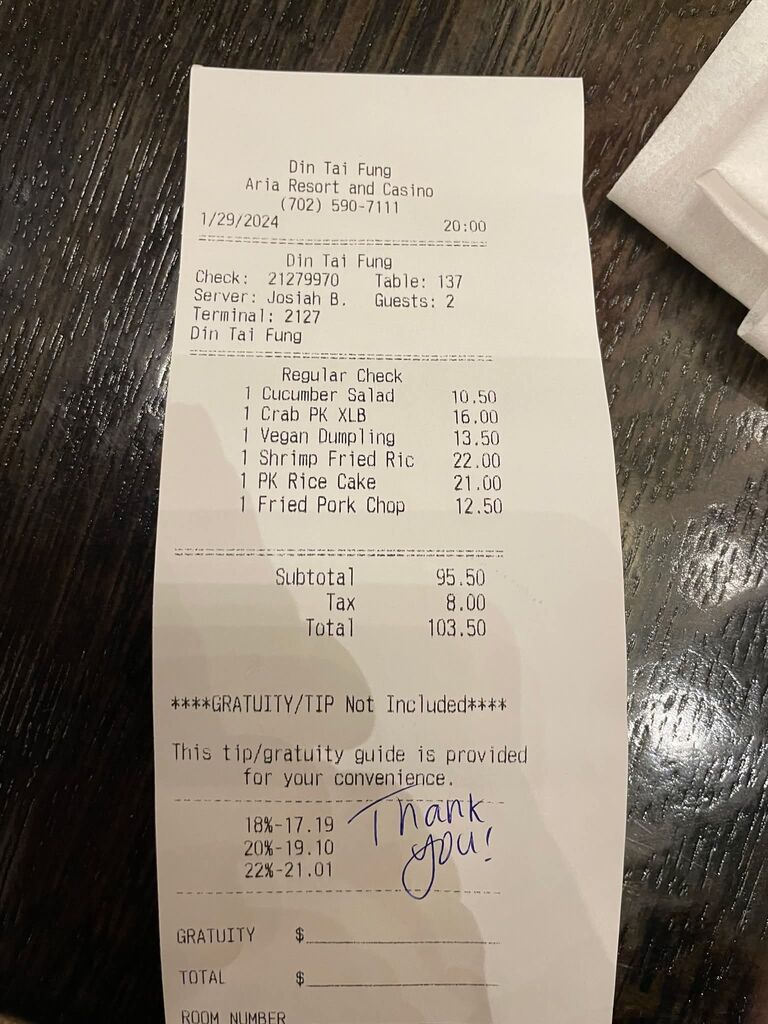 Din Tai Fung
Aria Resort and Casino
(702) 590-7111
1/29/2024 20:00
Din Tai Fung
Check: 21279970 Table: 137
Server: Josiah B. Guests: 2
Terminal: 2127
Din Tai Fung
Regular Check
1 Cucumber Salad 10.50
1 Crab PK XLB 16.00
1 Vegan Dumpling 13.50
1 Shrimp Fried Ric 22.00
1 PK Rice Cake 21.00
1 Fried Pork Chop 12.50
Subtotal 95.50
Tax 8.00
Total 103.50
****GRATUITY/TIP Not Included****
This tip/gratuity guide is provided
for your convenience.
18%-17.19
20%-19.10
22%-21.01
Thank
you!
GRATUITY $
TOTAL $
ROOM NUMBER